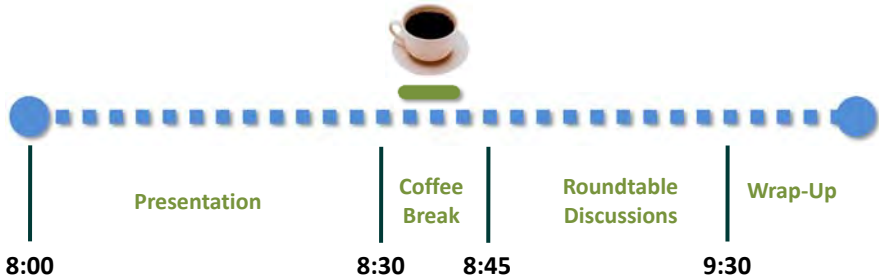 Presentation
Coffee
Break
Roundtable
Discussions
Wrap-Up
8:00
8:30
8:45
9:30